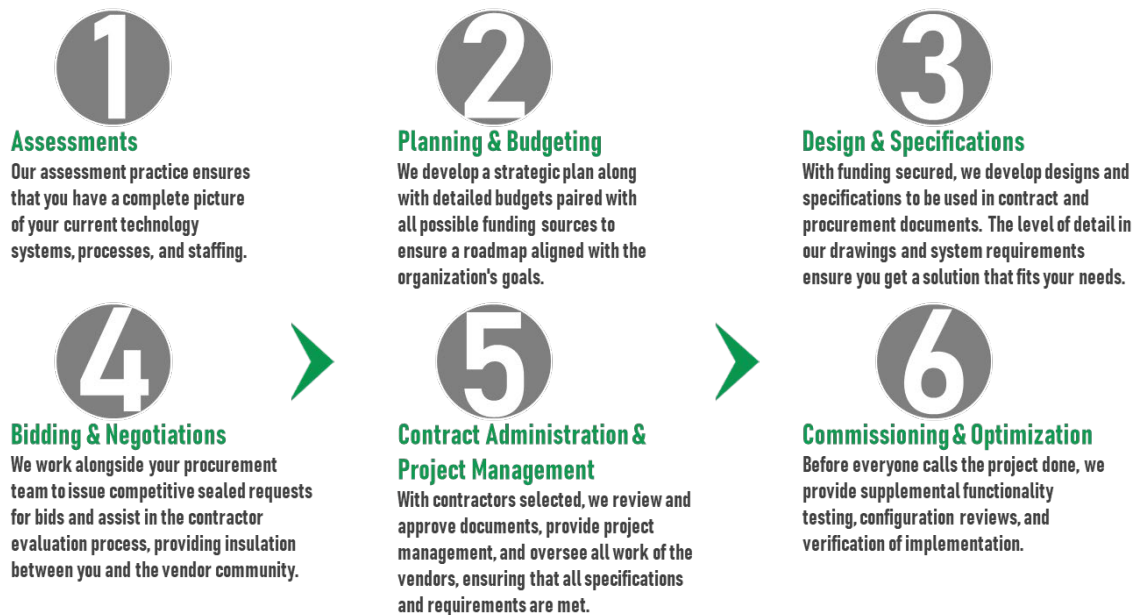 1
Assessments
Our assessment practice ensures
that you have a complete picture
of your current technology
systems, processes, and staffing.
2
Planning & Budgeting
We develop a strategic plan along
with detailed budgets paired with
all possible funding sources to
ensure a roadmap aligned with the
organization's goals.
3
Design & Specifications
With funding secured, we develop designs and
specifications to be used in contract and
procurement documents. The level of detail in
our drawings and system requirements
ensure you get a solution that fits your needs.
4
Bidding & Negotiations
We work alongside your procurement
team to issue competitive sealed requests
for bids and assist in the contractor
evaluation process, providing insulation
between you and the vendor community.
5
Contract Administration &
Project Management
With contractors selected, we review and
approve documents, provide project
management, and oversee all work of the
vendors, ensuring that all specifications
and requirements are met.
6
Commissioning & Optimization
Before everyone calls the project done, we
provide supplemental functionality
testing, configuration reviews, and
verification of implementation.